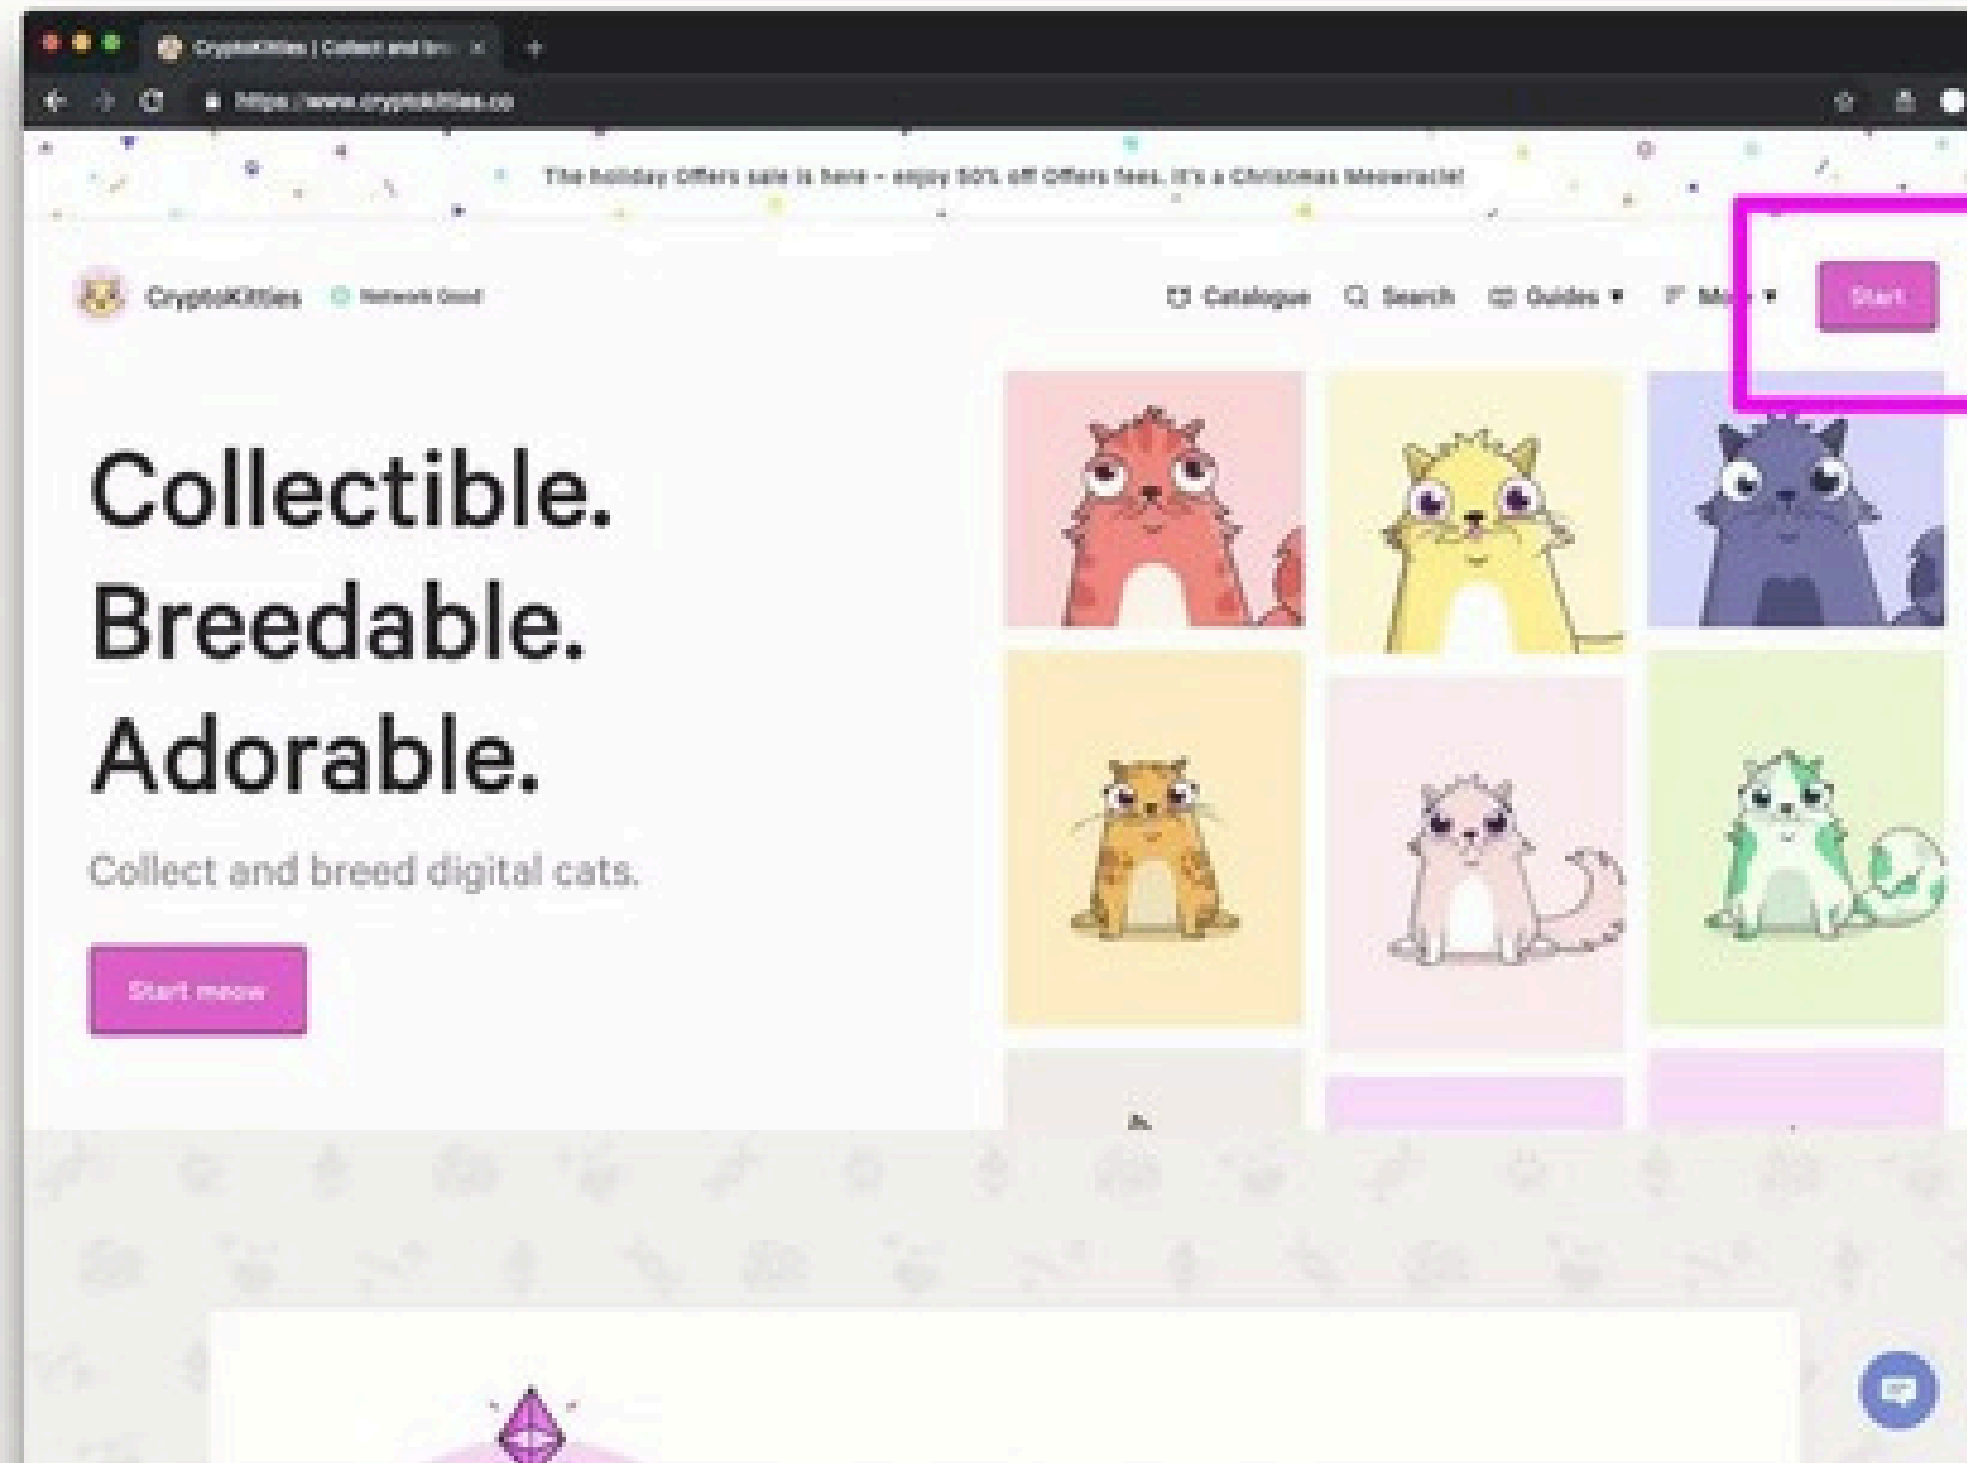 CryptoKitties | Collect and bre
https://www.cryptokitties.co
The holiday Offers sale is here – enjoy 50% off Offers fees. It's a Christmas Meowracle!
CryptoKitties Network Good
Catalogue Search Guides Start
Collectible.
Breedable.
Adorable.
Collect and breed digital cats.
Start meow